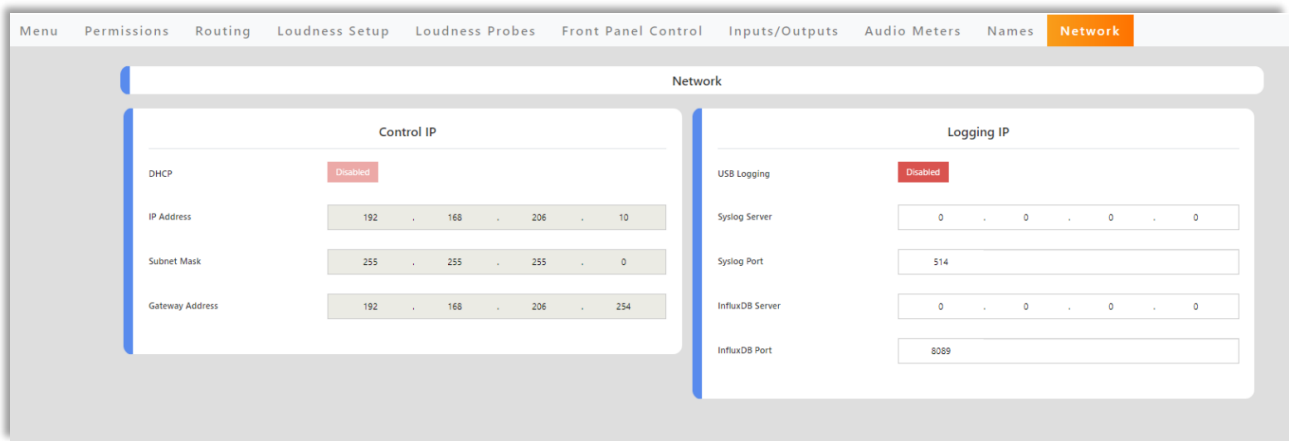 Menu Permissions Routing Loudness Setup Loudness Probes Front Panel Control Inputs/Outputs Audio Meters Names Network
Network
Control IP
DHCP Disabled
IP Address 192 . 168 . 206 . 10
Subnet Mask 255 . 255 . 255 . 0
Gateway Address 192 . 168 . 206 . 254
Logging IP
USB Logging Disabled
Syslog Server 0 . 0 . 0 . 0
Syslog Port 514
InfluxDB Server 0 . 0 . 0 . 0
InfluxDB Port 8089